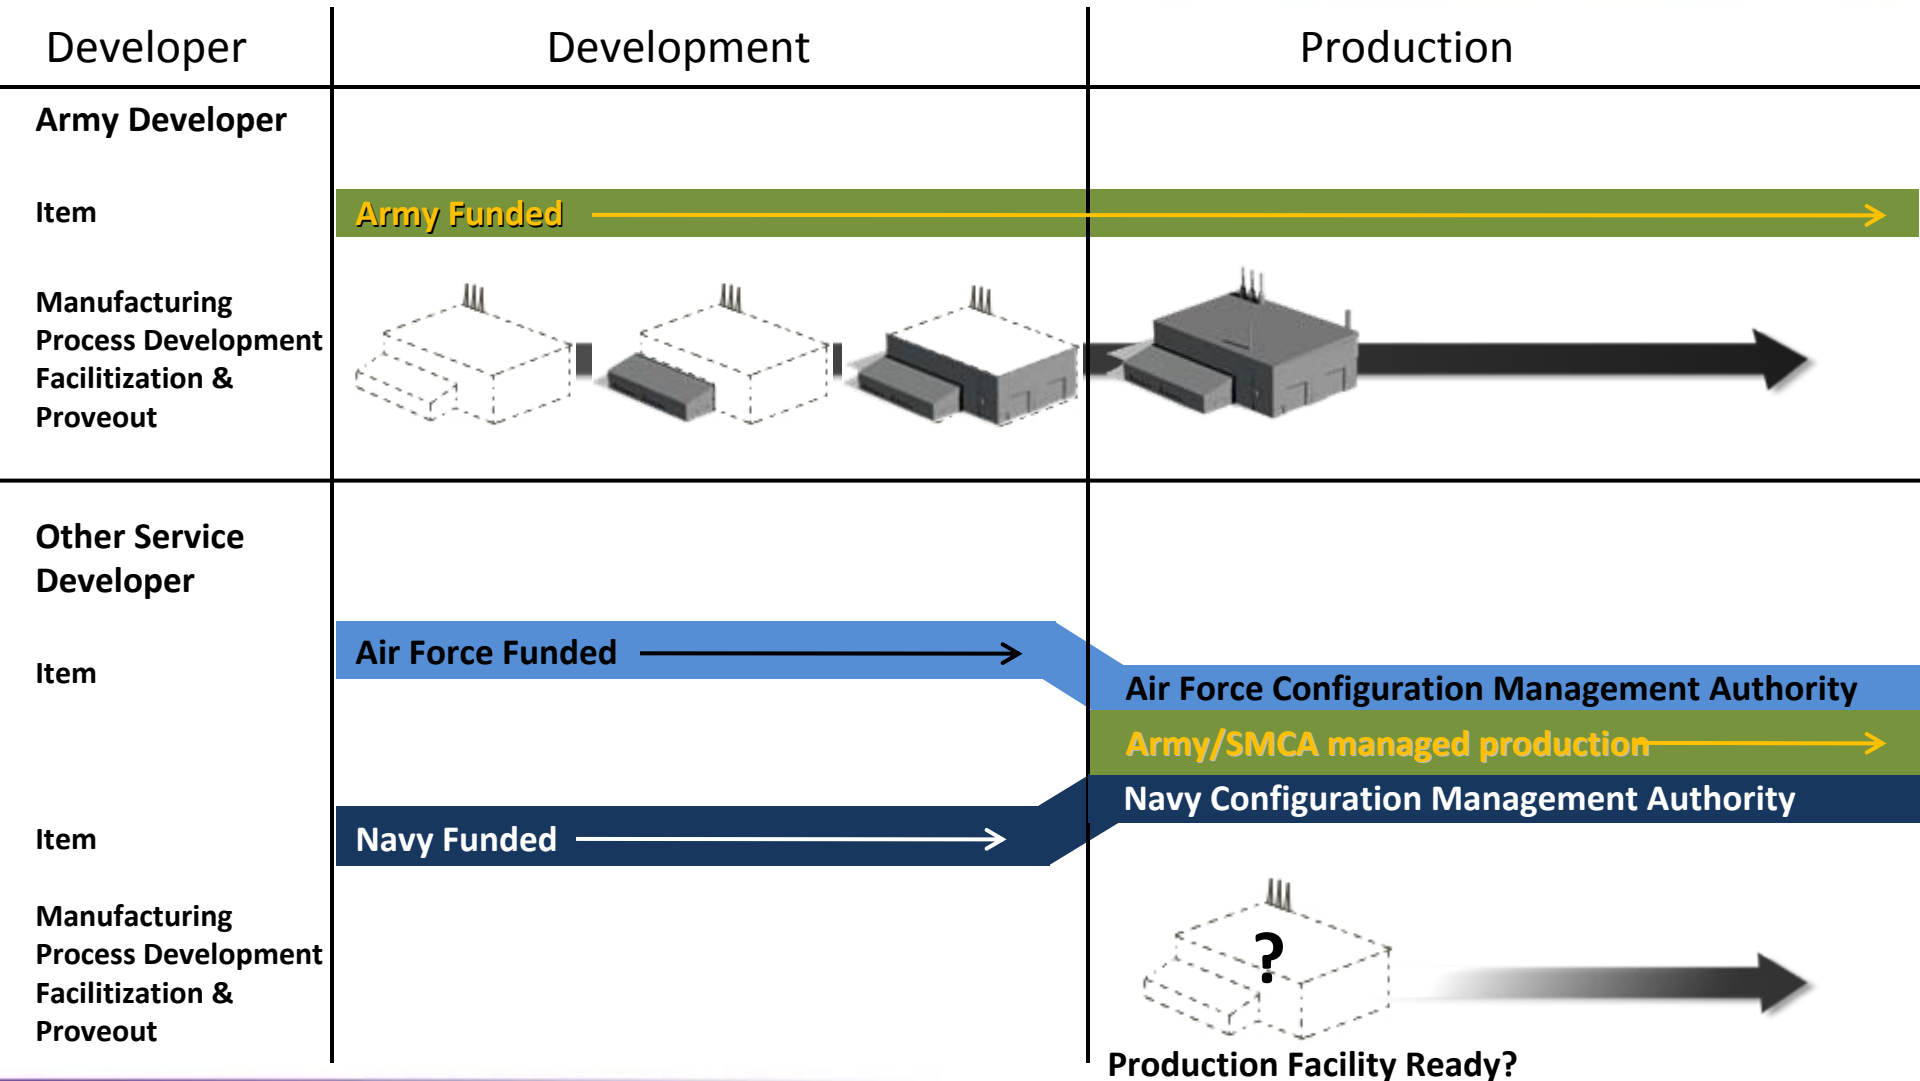 Developer
Development
Production
Army Developer
Item
Army Funded
Manufacturing
Process Development
Facilitization &
Proveout
Other Service
Developer
Item
Air Force Funded
Air Force Configuration Management Authority
Army/SMCA managed production
Navy Configuration Management Authority
Item
Navy Funded
Manufacturing
Process Development
Facilitization &
Proveout
?
Production Facility Ready?